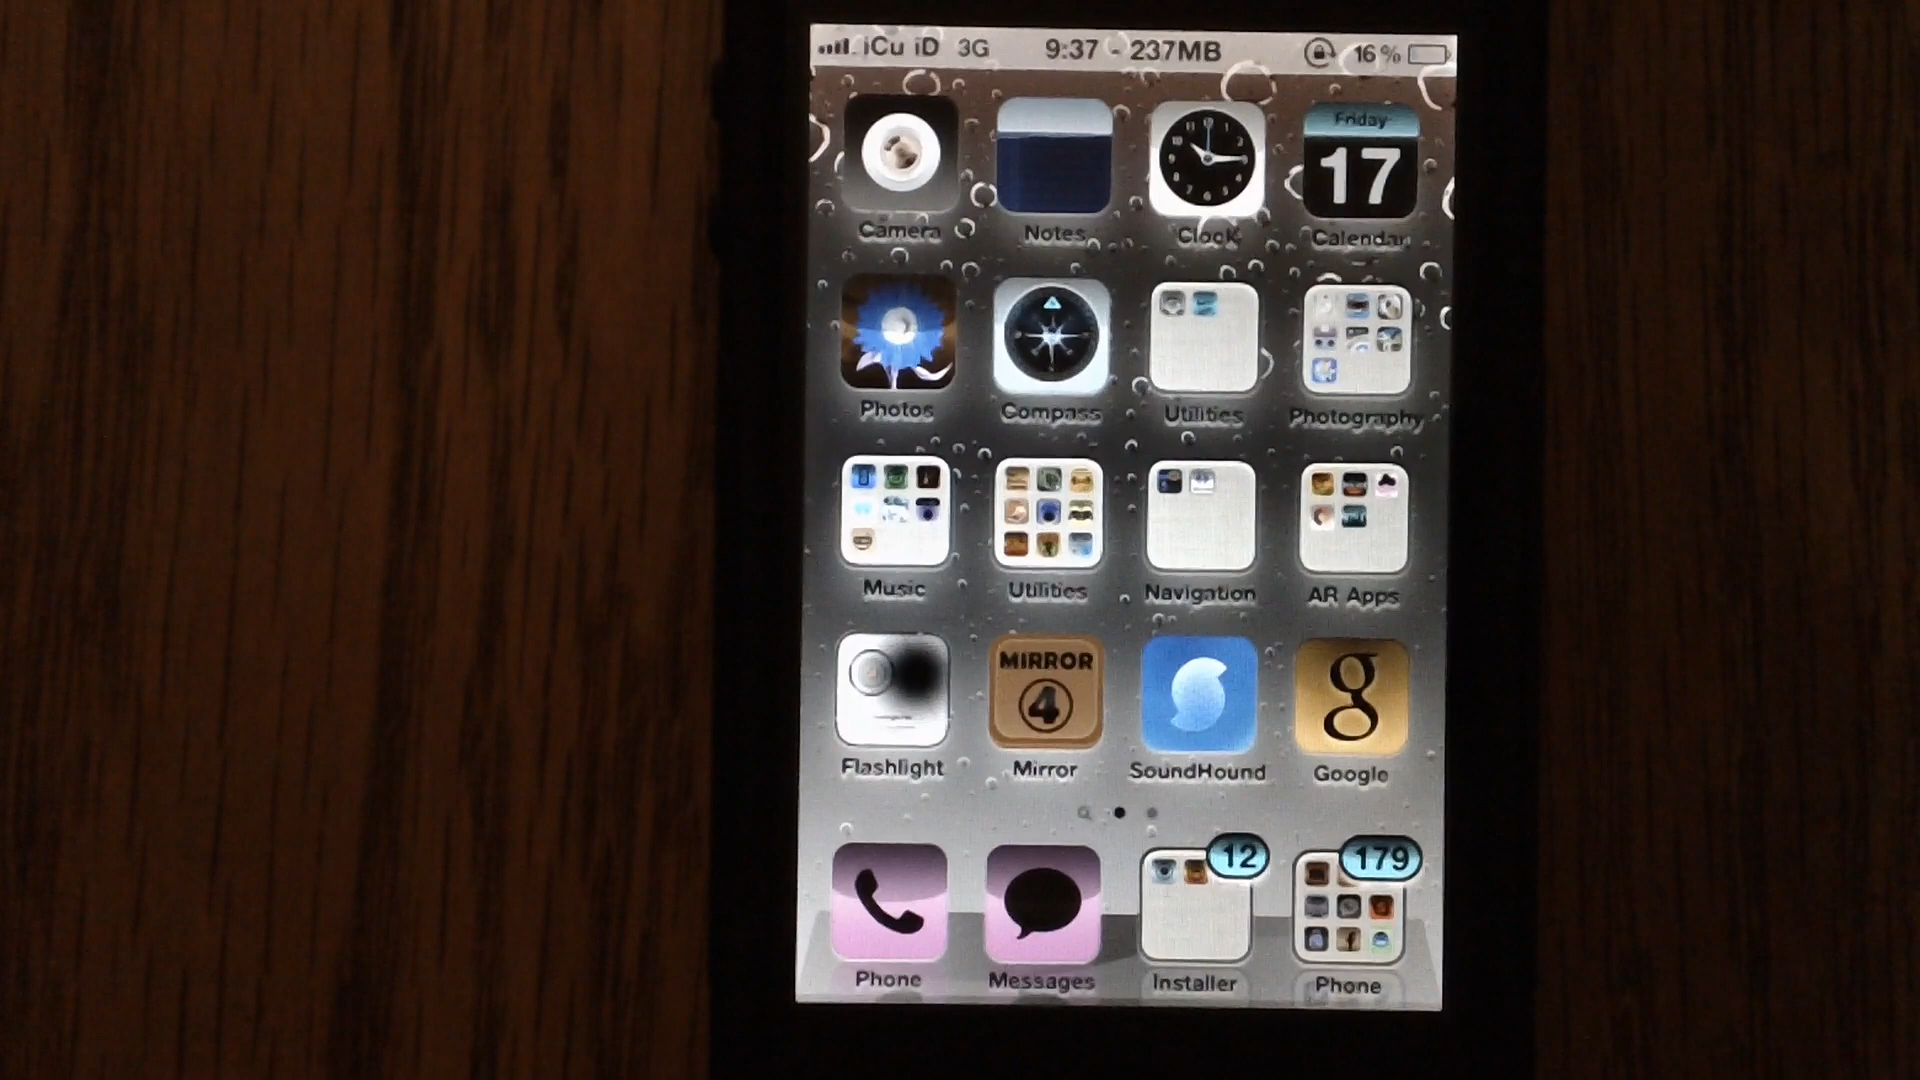 iCu iD 3G 9:37 - 237MB 16%
Friday
17
Camera Notes Clock Calendar
Photos Compass Utilities Photography
Music Utilities Navigation AR Apps
MIRROR
4
g
Flashlight Mirror SoundHound Google
12 179
Phone Messages Installer Phone